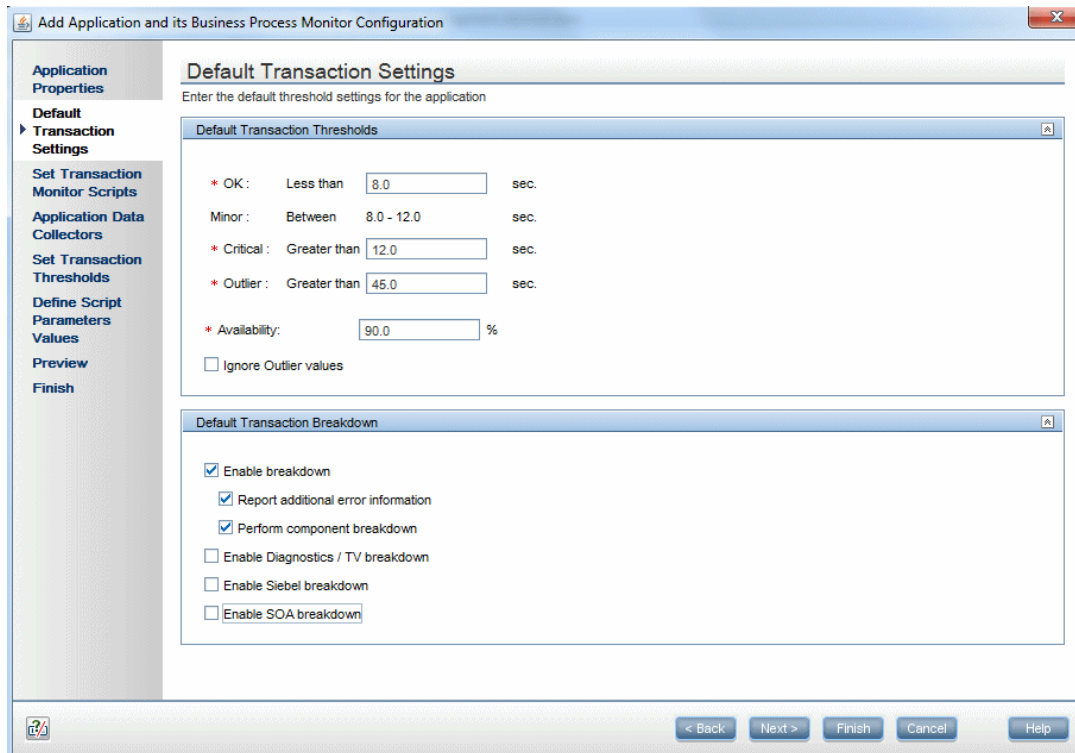 Add Application and its Business Process Monitor Configuration
Application
Properties
Default
Transaction
Settings
Set Transaction
Monitor Scripts
Application Data
Collectors
Set Transaction
Thresholds
Define Script
Parameters
Values
Preview
Finish
Default Transaction Settings
Enter the default threshold settings for the application
Default Transaction Thresholds
* OK : Less than 8.0 sec.
Minor : Between 8.0 - 12.0 sec.
* Critical : Greater than 12.0 sec.
* Outlier : Greater than 45.0 sec.
* Availability: 90.0 %
Ignore Outlier values
Default Transaction Breakdown
Enable breakdown
Report additional error information
Perform component breakdown
Enable Diagnostics / TV breakdown
Enable Siebel breakdown
Enable SOA breakdown
< Back Next > Finish Cancel Help